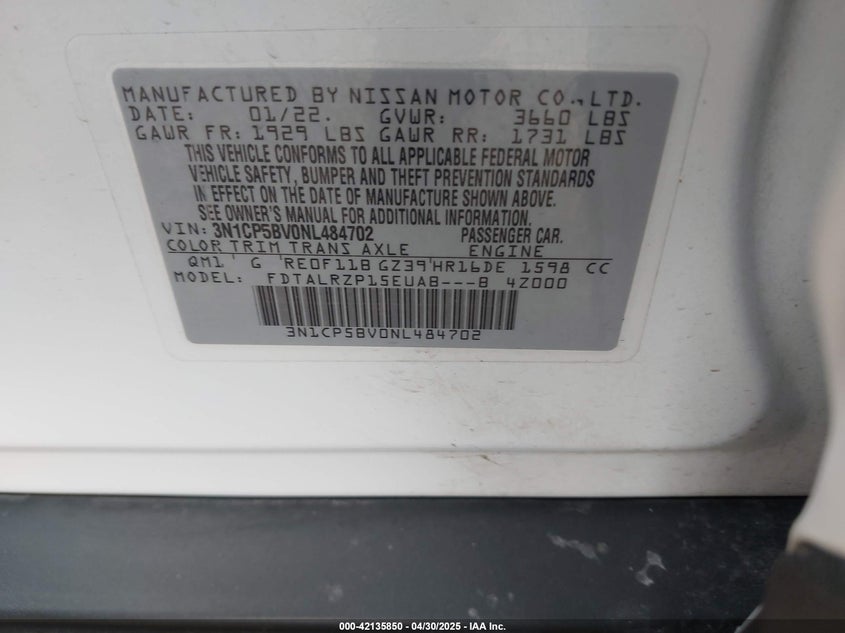 MANUFACTURED BY NISSAN MOTOR CO.,LTD.
DATE: 01/22. GVWR: 3660 LBS
GAWR FR: 1929 LBS GAWR RR: 1731 LBS
THIS VEHICLE CONFORMS TO ALL APPLICABLE FEDERAL MOTOR
VEHICLE SAFETY, BUMPER AND THEFT PREVENTION STANDARDS
IN EFFECT ON THE DATE OF MANUFACTURE SHOWN ABOVE.
SEE OWNER'S MANUAL FOR ADDITIONAL INFORMATION.
VIN: 3N1CP5BV0NL484702 PASSENGER CAR.
COLOR TRIM TRANS AXLE ENGINE
QM1 ' G 'RE0F11B GZ39'HR16DE 1598 CC
MODEL: FDTALRZP15EUAB---B 4Z000
3N1CP5BV0NL484702
000-42135850 / 04/30/2025 - IAA Inc.